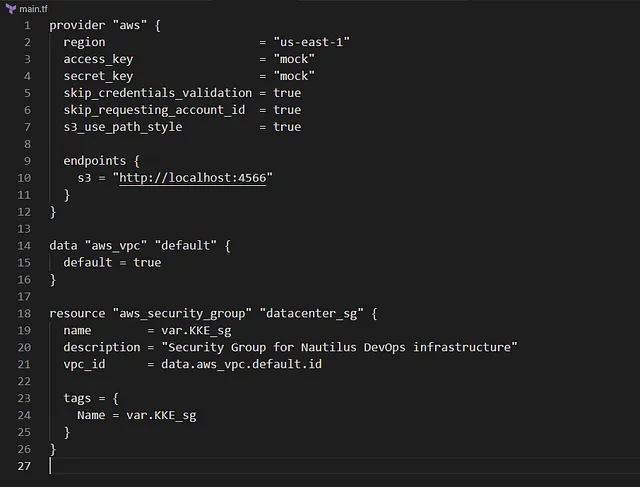 main.tf
1 provider "aws" {
2   region                      = "us-east-1"
3   access_key                  = "mock"
4   secret_key                  = "mock"
5   skip_credentials_validation = true
6   skip_requesting_account_id  = true
7   s3_use_path_style           = true
8
9   endpoints {
10     s3 = "http://localhost:4566"
11   }
12 }
13
14 data "aws_vpc" "default" {
15   default = true
16 }
17
18 resource "aws_security_group" "datacenter_sg" {
19   name        = var.KKE_sg
20   description = "Security Group for Nautilus DevOps infrastructure"
21   vpc_id      = data.aws_vpc.default.id
22
23   tags = {
24     Name = var.KKE_sg
25   }
26 }
27